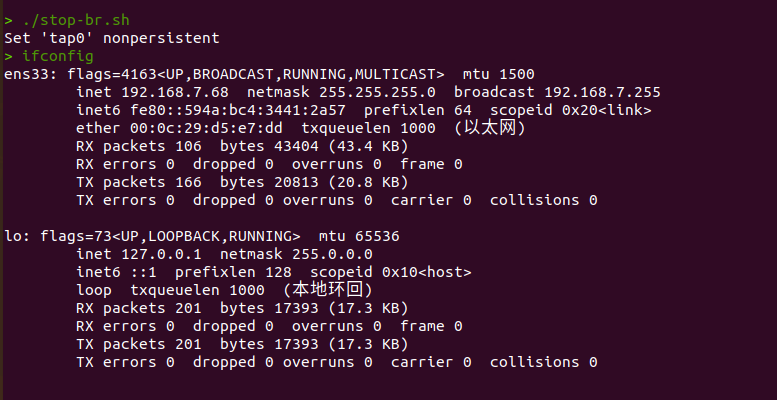 > ./stop-br.sh
Set 'tap0' nonpersistent
> ifconfig
ens33: flags=4163<UP,BROADCAST,RUNNING,MULTICAST>  mtu 1500
        inet 192.168.7.68  netmask 255.255.255.0  broadcast 192.168.7.255
        inet6 fe80::594a:bc4:3441:2a57  prefixlen 64  scopeid 0x20<link>
        ether 00:0c:29:d5:e7:dd  txqueuelen 1000  (以太网)
        RX packets 106  bytes 43404 (43.4 KB)
        RX errors 0  dropped 0  overruns 0  frame 0
        TX packets 166  bytes 20813 (20.8 KB)
        TX errors 0  dropped 0 overruns 0  carrier 0  collisions 0

lo: flags=73<UP,LOOPBACK,RUNNING>  mtu 65536
        inet 127.0.0.1  netmask 255.0.0.0
        inet6 ::1  prefixlen 128  scopeid 0x10<host>
        loop  txqueuelen 1000  (本地环回)
        RX packets 201  bytes 17393 (17.3 KB)
        RX errors 0  dropped 0  overruns 0  frame 0
        TX packets 201  bytes 17393 (17.3 KB)
        TX errors 0  dropped 0 overruns 0  carrier 0  collisions 0